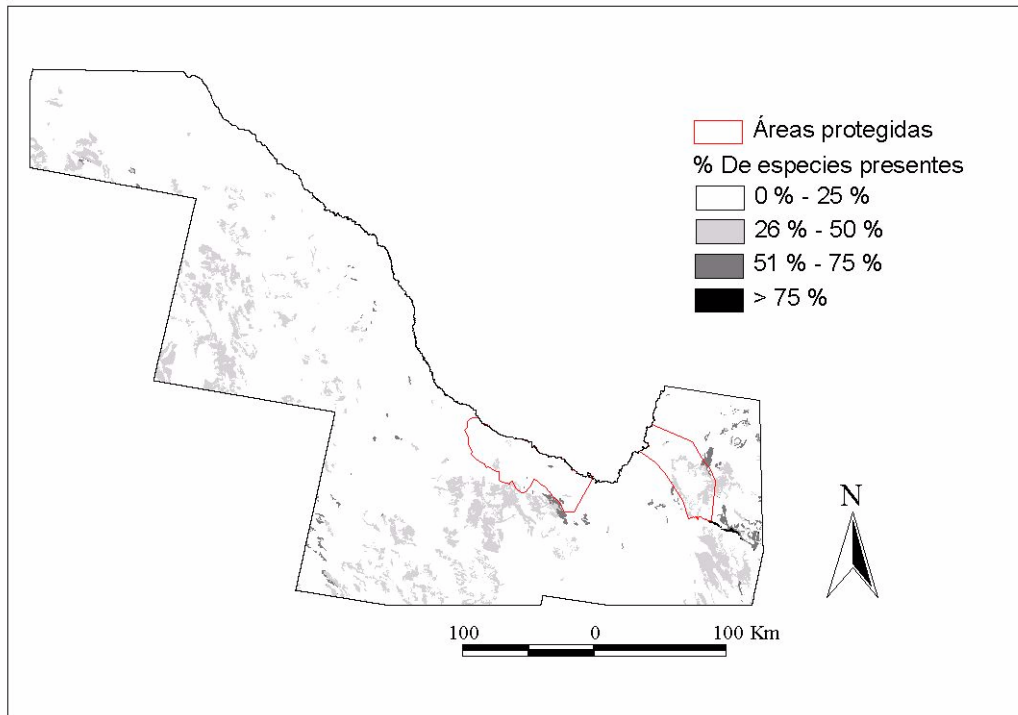 Áreas protegidas
% De especies presentes
0 % - 25 %
26 % - 50 %
51 % - 75 %
> 75 %
N
100 0 100 Km